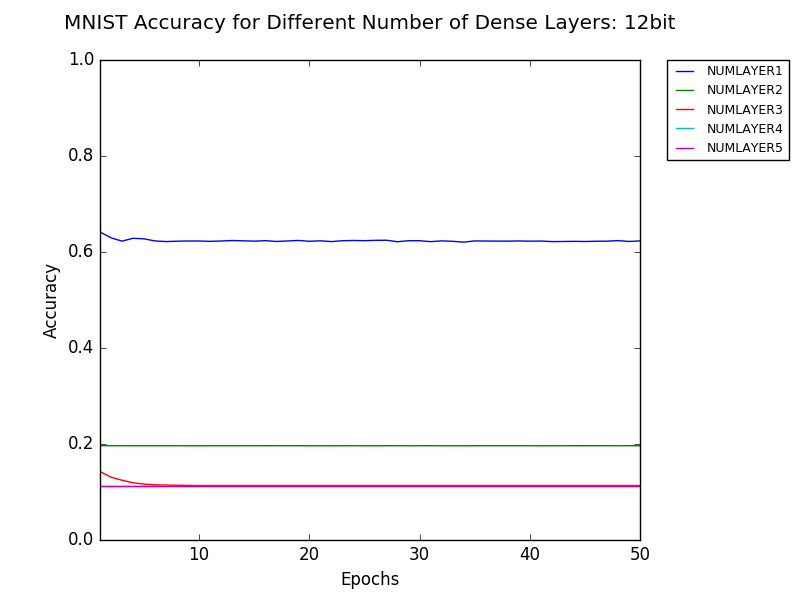 MNIST Accuracy for Different Number of Dense Layers: 12bit
1.0
0.8
0.6
0.4
0.2
0.0
Accuracy
10 20 30 40 50
Epochs
NUMLAYER1
NUMLAYER2
NUMLAYER3
NUMLAYER4
NUMLAYER5